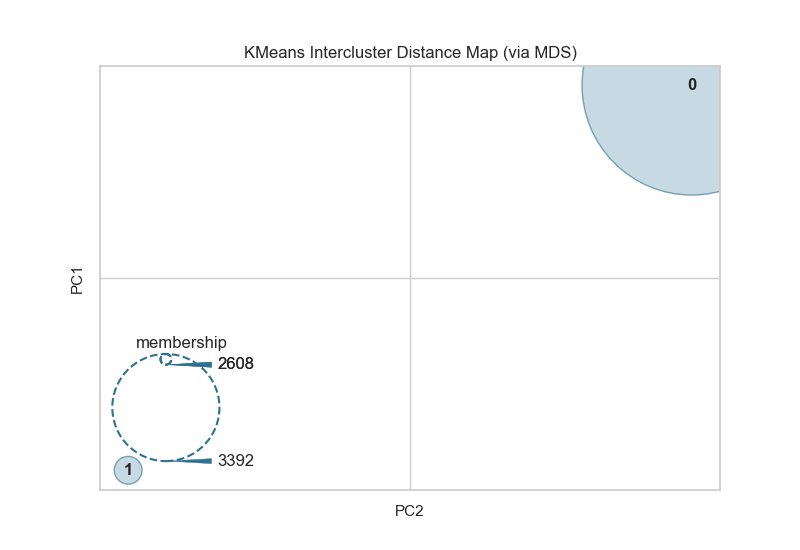 KMeans Intercluster Distance Map (via MDS)
0
PC1
membership
2608
3392
1
PC2